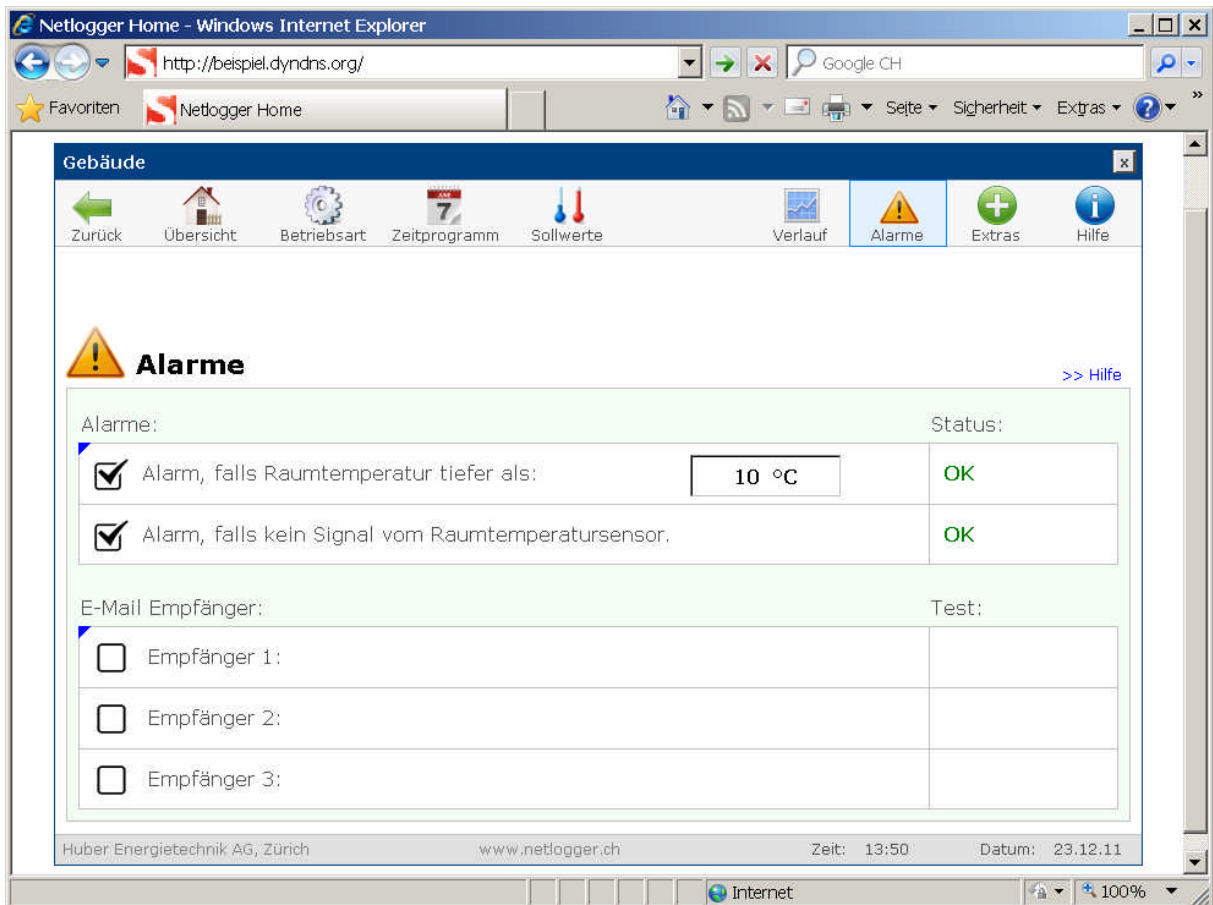 Netlogger Home - Windows Internet Explorer
http://beispiel.dyndns.org/ Google CH
Favoriten Netlogger Home Seite Sicherheit Extras »
Gebäude
Zurück Übersicht Betriebsart Zeitprogramm Sollwerte Verlauf Alarme Extras Hilfe
7
Alarme
>> Hilfe
Alarme: Status:
Alarm, falls Raumtemperatur tiefer als: 10 °C OK
Alarm, falls kein Signal vom Raumtemperatursensor. OK
E-Mail Empfänger: Test:
Empfänger 1:
Empfänger 2:
Empfänger 3:
Huber Energietechnik AG, Zürich www.netlogger.ch Zeit: 13:50 Datum: 23.12.11
Internet 100%